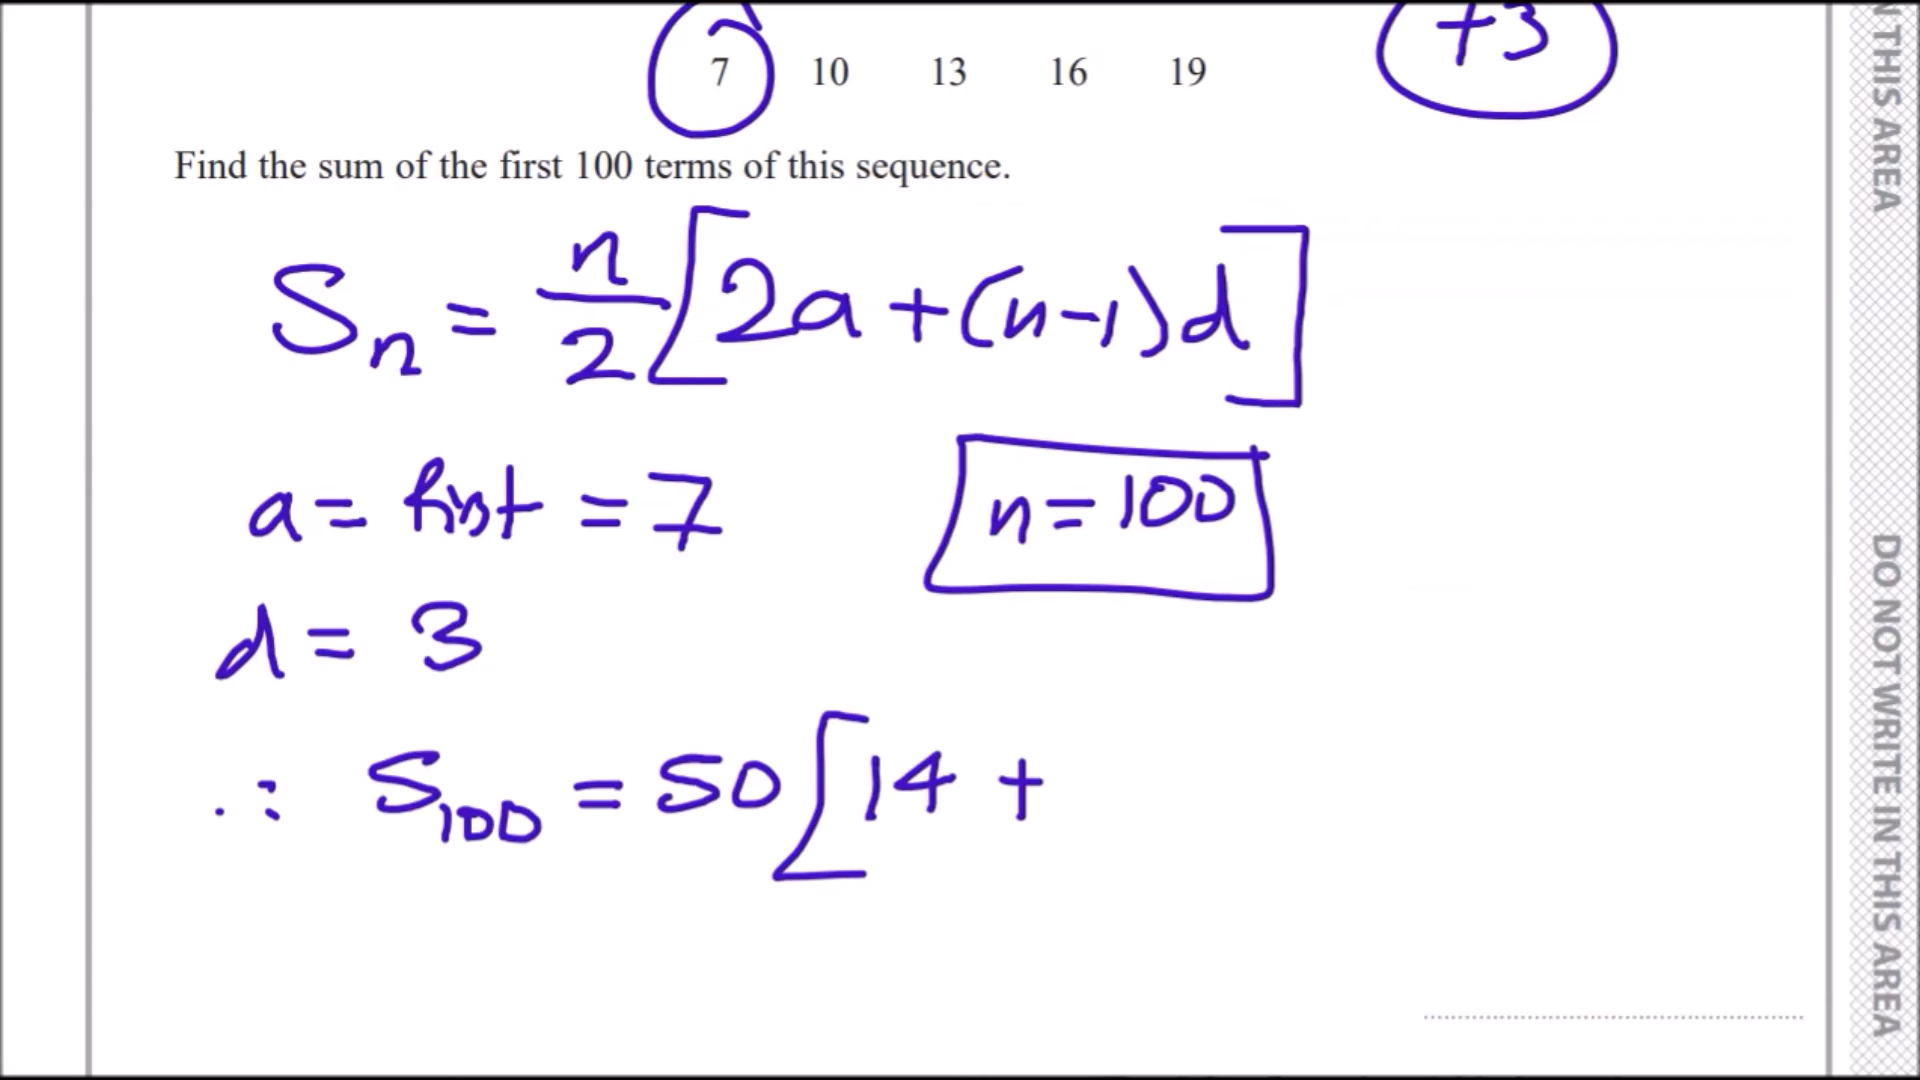 +3
7 10 13 16 19
Find the sum of the first 100 terms of this sequence.
Sn = n/2 [2a + (n-1)d]
a = first = 7
n = 100
d = 3
∴ S100 = 50 [14 +
N THIS AREA
DO NOT WRITE IN THIS AREA